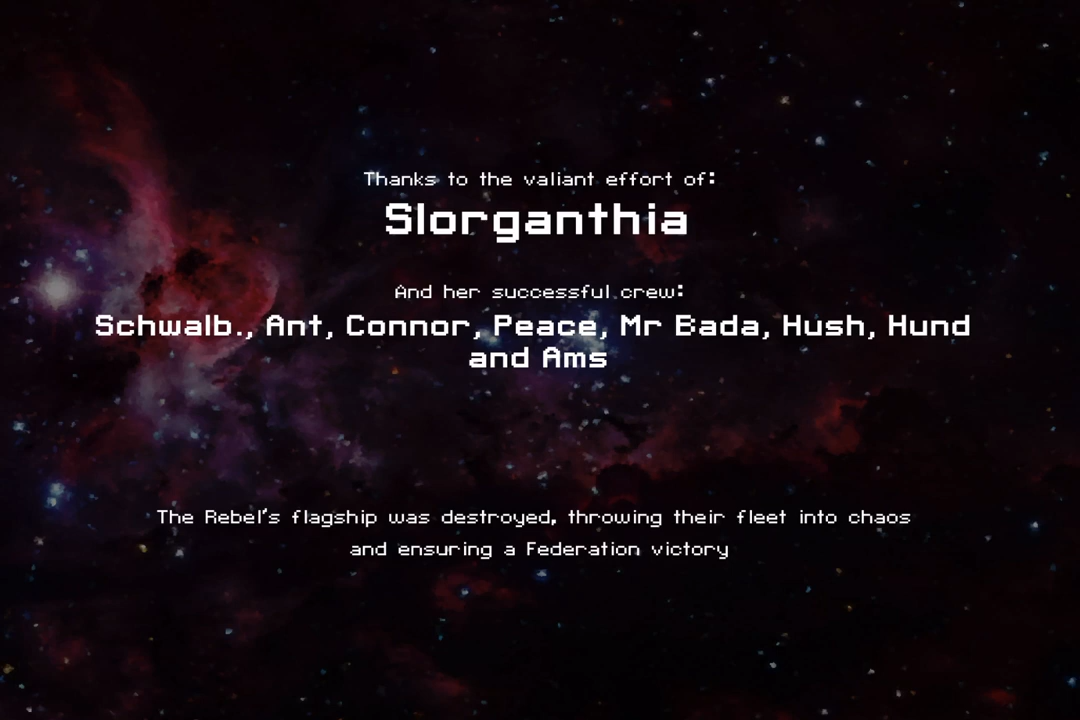 Thanks to the valiant effort of:
Slorganthia
And her successful crew:
Schwalb., Ant, Connor, Peace, Mr Bada, Hush, Hund
and Ams
The Rebel's flagship was destroyed, throwing their fleet into chaos
and ensuring a Federation victory